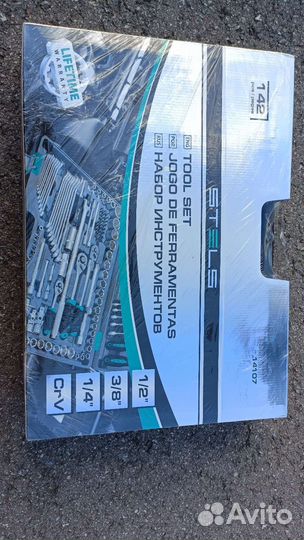 LIFETIME
WARRANTY
142
STELS
ENG TOOL SET
POR JOGO DE FERRAMENTAS
RUS НАБОР ИНСТРУМЕНТОВ
14107
1/2"
3/8"
1/4"
Cr-V
Avito